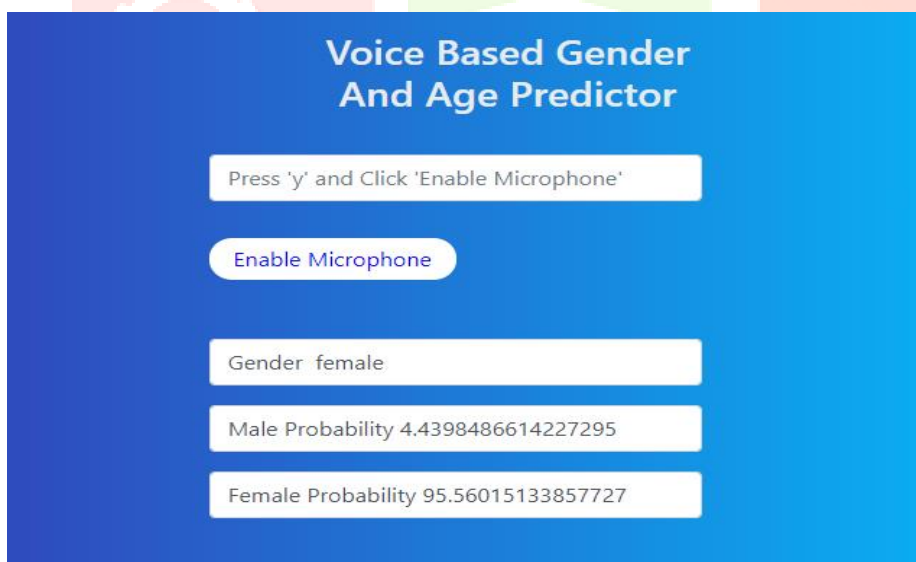 Voice Based Gender
And Age Predictor
Press 'y' and Click 'Enable Microphone'
Enable Microphone
Gender female
Male Probability 4.4398486614227295
Female Probability 95.56015133857727